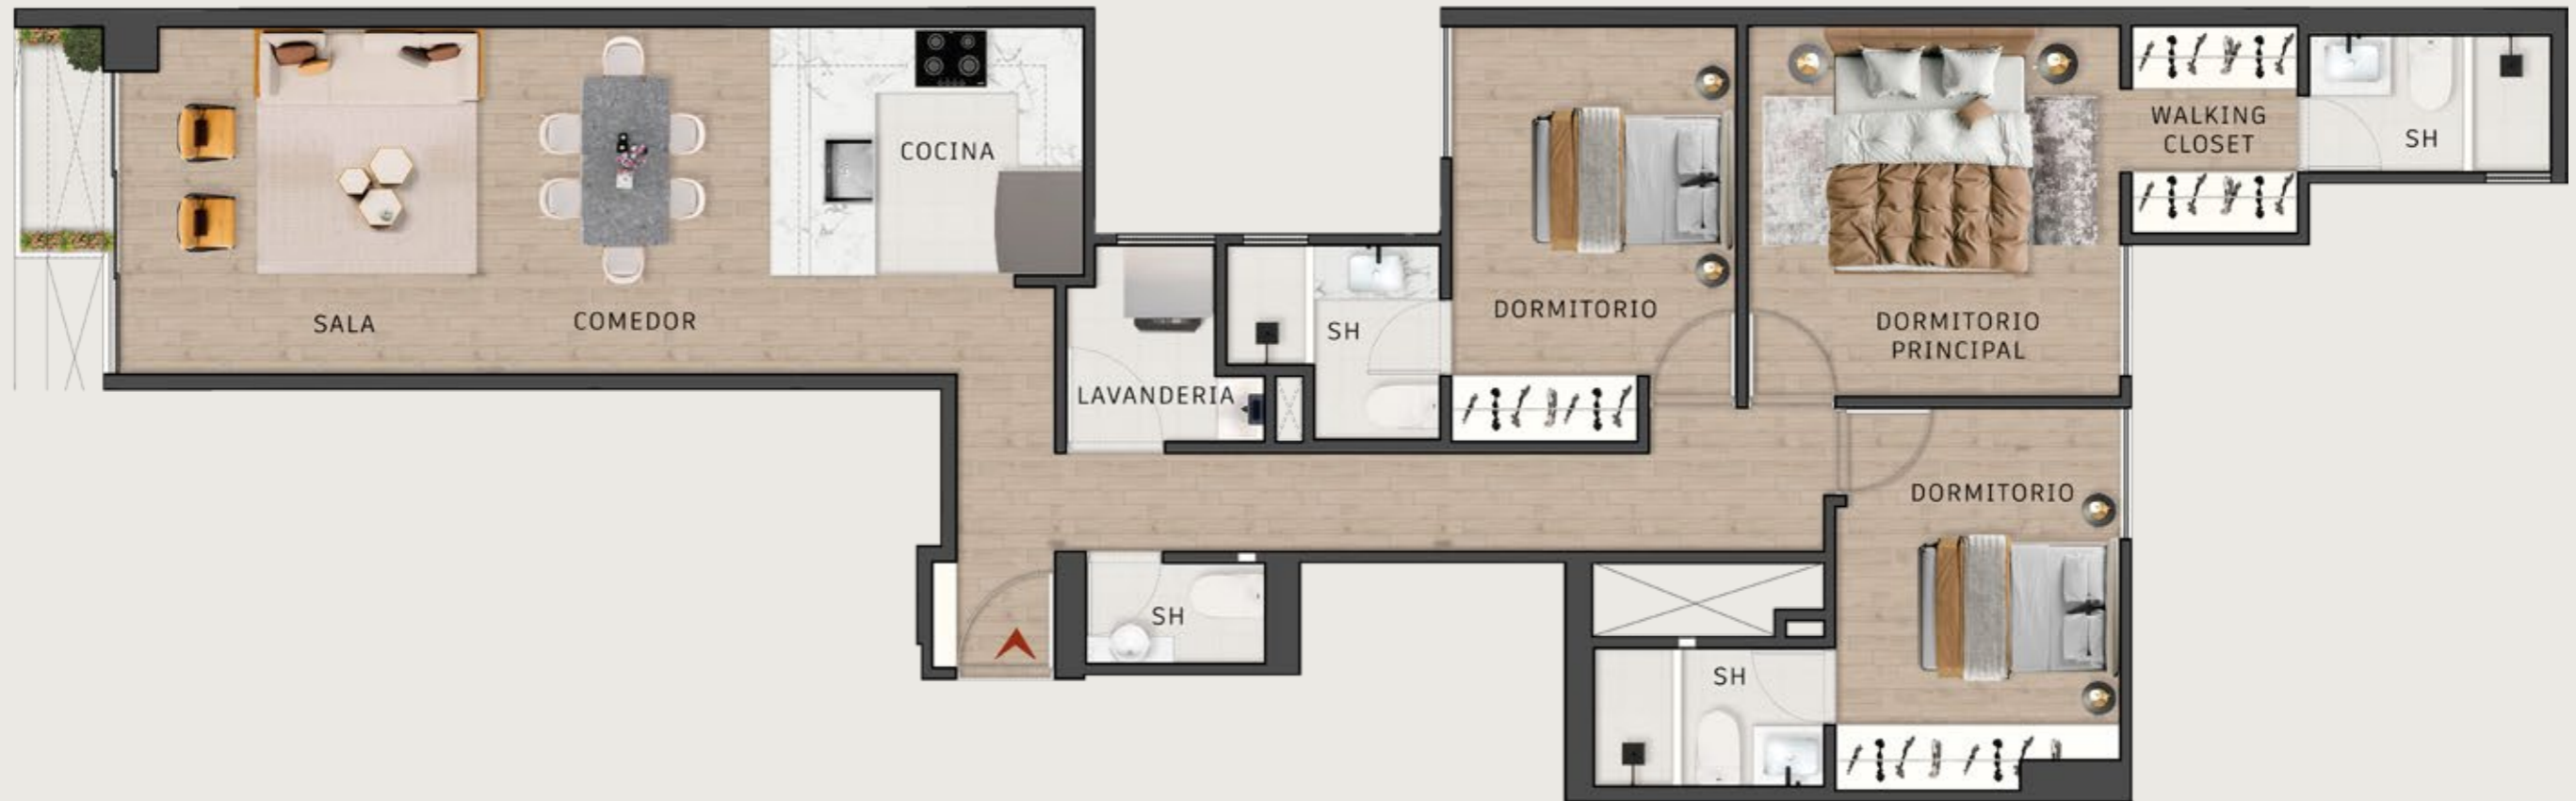 COCINA
WALKING
CLOSET
SH
SALA
COMEDOR
SH
DORMITORIO
DORMITORIO
PRINCIPAL
LAVANDERIA
DORMITORIO
SH
SH